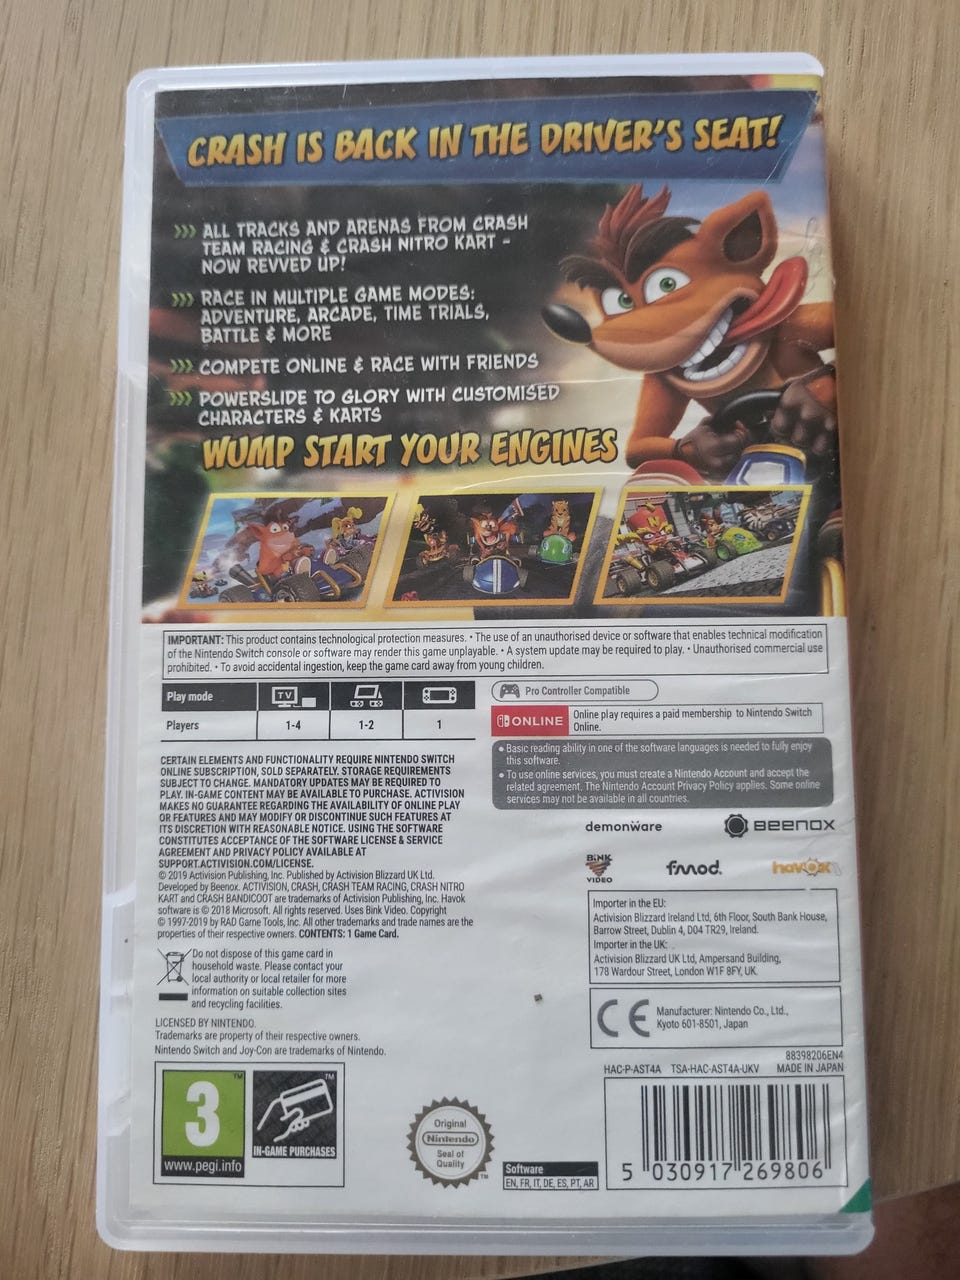 CRASH IS BACK IN THE DRIVER'S SEAT!
>>> ALL TRACKS AND ARENAS FROM CRASH
TEAM RACING & CRASH NITRO KART -
NOW REVVED UP!
>>> RACE IN MULTIPLE GAME MODES:
ADVENTURE, ARCADE, TIME TRIALS,
BATTLE & MORE
>>> COMPETE ONLINE & RACE WITH FRIENDS
>>> POWERSLIDE TO GLORY WITH CUSTOMISED
CHARACTERS & KARTS
WUMP START YOUR ENGINES
IMPORTANT: This product contains technological protection measures. • The use of an unauthorised device or software that enables technical modification
of the Nintendo Switch console or software may render this game unplayable. • A system update may be required to play. • Unauthorised commercial use
prohibited. • To avoid accidental ingestion, keep the game card away from young children.
Play mode TV
Players 1-4 1-2 1
Pro Controller Compatible
ONLINE
Online play requires a paid membership to Nintendo Switch
Online.
• Basic reading ability in one of the software languages is needed to fully enjoy
this software.
• To use online services, you must create a Nintendo Account and accept the
related agreement. The Nintendo Account Privacy Policy applies. Some online
services may not be available in all countries.
CERTAIN ELEMENTS AND FUNCTIONALITY REQUIRE NINTENDO SWITCH
ONLINE SUBSCRIPTION, SOLD SEPARATELY. STORAGE REQUIREMENTS
SUBJECT TO CHANGE. MANDATORY UPDATES MAY BE REQUIRED TO
PLAY. IN-GAME CONTENT MAY BE AVAILABLE TO PURCHASE. ACTIVISION
MAKES NO GUARANTEE REGARDING THE AVAILABILITY OF ONLINE PLAY
OR FEATURES AND MAY MODIFY OR DISCONTINUE SUCH FEATURES AT
ITS DISCRETION WITH REASONABLE NOTICE. USING THE SOFTWARE
CONSTITUTES ACCEPTANCE OF THE SOFTWARE LICENSE & SERVICE
AGREEMENT AND PRIVACY POLICY AVAILABLE AT
SUPPORT.ACTIVISION.COM/LICENSE.
© 2019 Activision Publishing, Inc. Published by Activision Blizzard UK Ltd.
Developed by Beenox. ACTIVISION, CRASH, CRASH TEAM RACING, CRASH NITRO
KART and CRASH BANDICOOT are trademarks of Activision Publishing, Inc. Havok
software is © 2018 Microsoft. All rights reserved. Uses Bink Video. Copyright
© 1997-2019 by RAD Game Tools, Inc. All other trademarks and trade names are the
properties of their respective owners. CONTENTS: 1 Game Card.
demonware BEENOX
BINK
VIDEO
fmod. havok
Importer in the EU:
Activision Blizzard Ireland Ltd, 6th Floor, South Bank House,
Barrow Street, Dublin 4, D04 TR29, Ireland.
Importer in the UK:
Activision Blizzard UK Ltd, Ampersand Building,
178 Wardour Street, London W1F 8FY, UK.
Do not dispose of this game card in
household waste. Please contact your
local authority or local retailer for more
information on suitable collection sites
and recycling facilities.
CE
Manufacturer: Nintendo Co., Ltd.,
Kyoto 601-8501, Japan
LICENSED BY NINTENDO.
Trademarks are property of their respective owners.
Nintendo Switch and Joy-Con are trademarks of Nintendo.
88398206EN4
HAC-P-AST4A TSA-HAC-AST4A-UKV MADE IN JAPAN
3 ™
www.pegi.info
™
IN-GAME PURCHASES
Original
Nintendo
Seal of
Quality
™
Software
EN, FR, IT, DE, ES, PT, AR
5 030917 269806